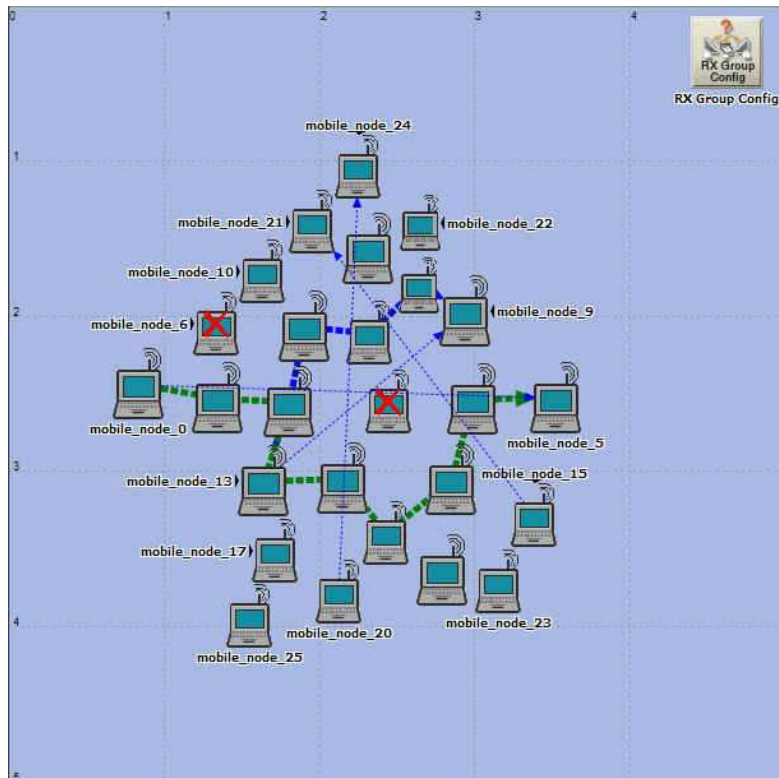 0
1
2
3
4
RX Group
Config
RX Group Config
mobile_node_24
1
mobile_node_21
mobile_node_22
mobile_node_10
mobile_node_9
2
mobile_node_6
mobile_node_0
mobile_node_5
3
mobile_node_15
mobile_node_13
mobile_node_17
mobile_node_20
4
mobile_node_23
mobile_node_25